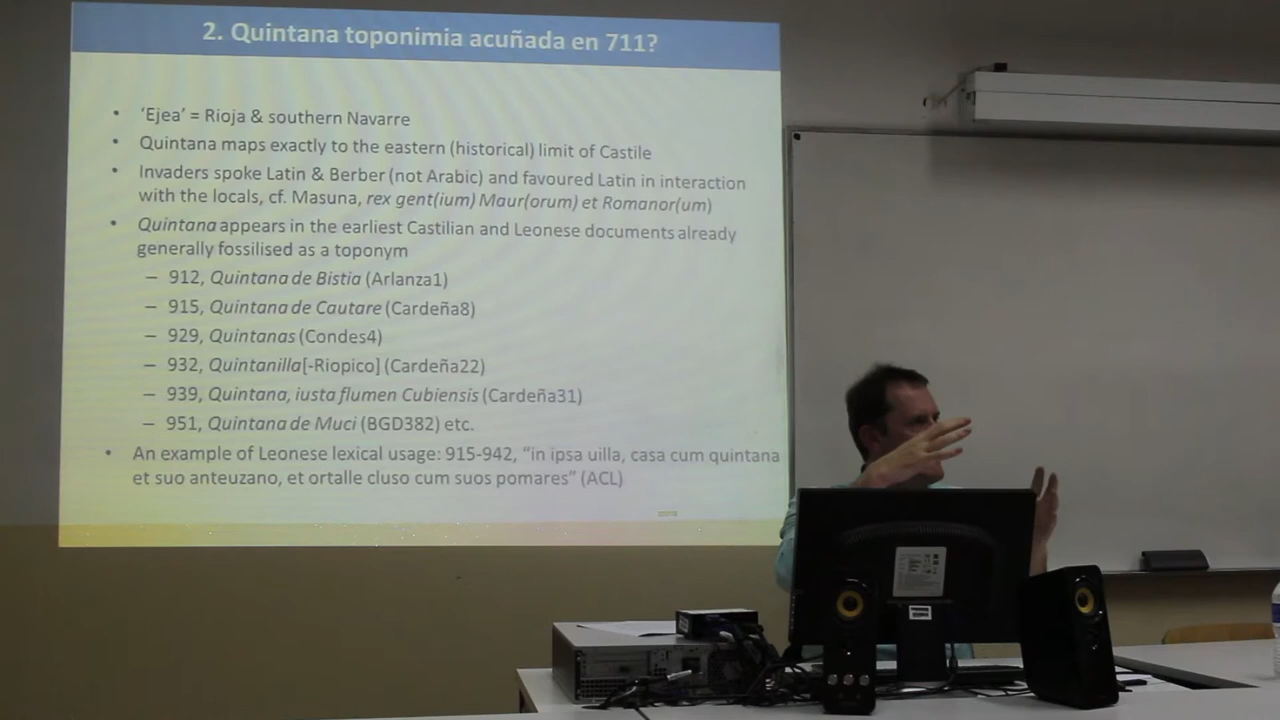 2. Quintana toponimia acuñada en 711?
• 'Ejea' = Rioja & southern Navarre
• Quintana maps exactly to the eastern (historical) limit of Castile
• Invaders spoke Latin & Berber (not Arabic) and favoured Latin in interaction
with the locals, cf. Masuna, rex gent(ium) Maur(orum) et Romanor(um)
• Quintana appears in the earliest Castilian and Leonese documents already
generally fossilised as a toponym
– 912, Quintana de Bistia (Arlanza1)
– 915, Quintana de Cautare (Cardeña8)
– 929, Quintanas (Condes4)
– 932, Quintanilla[-Riopico] (Cardeña22)
– 939, Quintana, iusta flumen Cubiensis (Cardeña31)
– 951, Quintana de Muci (BGD382) etc.
• An example of Leonese lexical usage: 915-942, "in ipsa uilla, casa cum quintana
et suo anteuzano, et ortalle cluso cum suos pomares" (ACL)